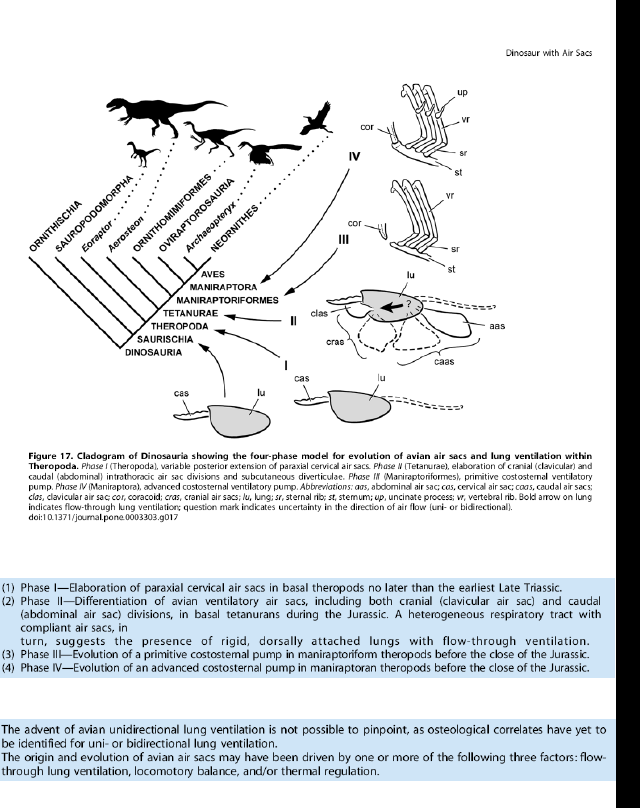 Dinosaur with Air Sacs
up
cor
vr
sr
st
IV
vr
cor
III
sr
st
ORNITHISCHIA
SAUROPODOMORPHA
Eoraptor
Aerosteon
ORNITHOMIMIFORMES
OVIRAPTOROSAURIA
Archaeopteryx
NEORNITHES
AVES
MANIRAPTORA
MANIRAPTORIFORMES
TETANURAE
THEROPODA
SAURISCHIA
DINOSAURIA
lu
?
clas
II
aas
cras
caas
I
cas
lu
cas
lu
Figure 17. Cladogram of Dinosauria showing the four-phase model for evolution of avian air sacs and lung ventilation within
Theropoda. Phase I (Theropoda), variable posterior extension of paraxial cervical air sacs. Phase II (Tetanurae), elaboration of cranial (clavicular) and
caudal (abdominal) intrathoracic air sac divisions and subcutaneous diverticulae. Phase III (Maniraptoriformes), primitive costosternal ventilatory
pump. Phase IV (Maniraptora), advanced costosternal ventilatory pump. Abbreviations: aas, abdominal air sac; cas, cervical air sac; caas, caudal air sacs;
clas, clavicular air sac; cor, coracoid; cras, cranial air sacs; lu, lung; sr, sternal rib; st, sternum; up, uncinate process; vr, vertebral rib. Bold arrow on lung
indicates flow-through lung ventilation; question mark indicates uncertainty in the direction of air flow (uni- or bidirectional).
doi:10.1371/journal.pone.0003303.g017
(1) Phase I—Elaboration of paraxial cervical air sacs in basal theropods no later than the earliest Late Triassic.
(2) Phase II—Differentiation of avian ventilatory air sacs, including both cranial (clavicular air sac) and caudal
(abdominal air sac) divisions, in basal tetanurans during the Jurassic. A heterogeneous respiratory tract with
compliant air sacs, in
turn, suggests the presence of rigid, dorsally attached lungs with flow-through ventilation.
(3) Phase III—Evolution of a primitive costosternal pump in maniraptoriform theropods before the close of the Jurassic.
(4) Phase IV—Evolution of an advanced costosternal pump in maniraptoran theropods before the close of the Jurassic.
The advent of avian unidirectional lung ventilation is not possible to pinpoint, as osteological correlates have yet to
be identified for uni- or bidirectional lung ventilation.
The origin and evolution of avian air sacs may have been driven by one or more of the following three factors: flow-
through lung ventilation, locomotory balance, and/or thermal regulation.